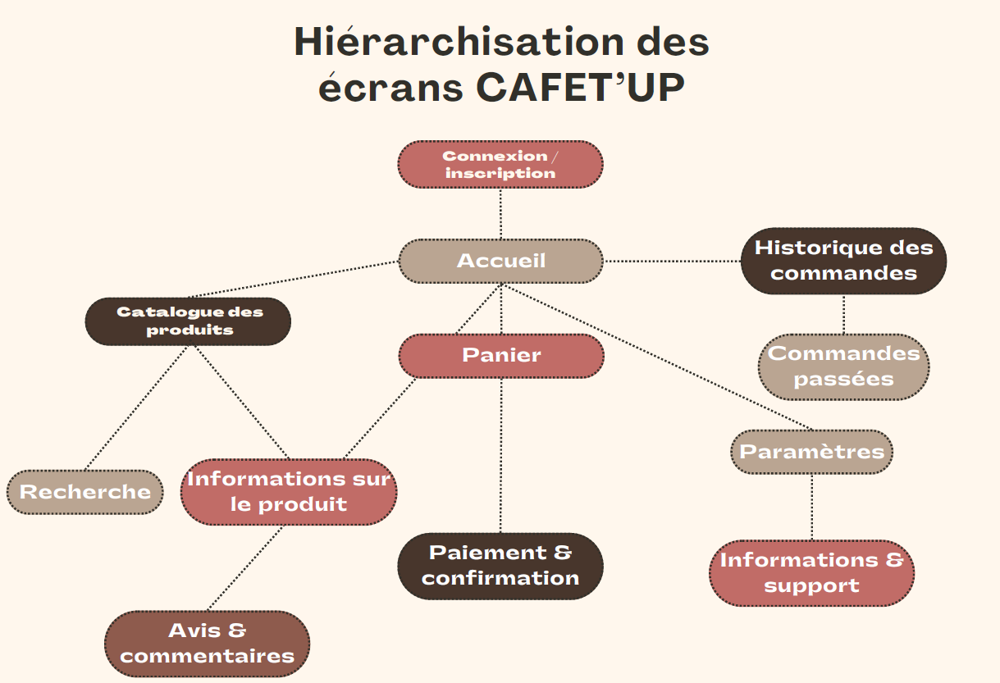 Hiérarchisation des
écrans CAFET’UP
Connexion /
inscription
Accueil
Historique des
commandes
Catalogue des
produits
Panier
Commandes
passées
Paramètres
Recherche
Informations sur
le produit
Paiement &
confirmation
Informations &
support
Avis &
commentaires